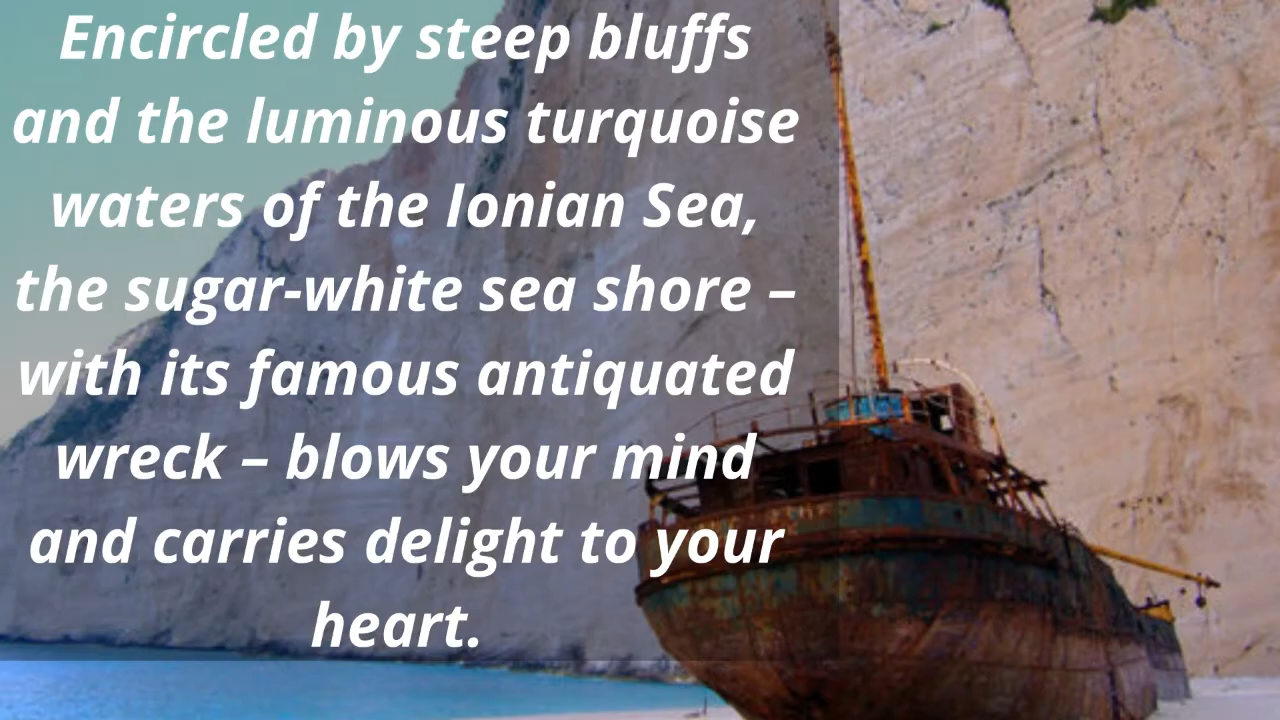 Encircled by steep bluffs
and the luminous turquoise
waters of the Ionian Sea,
the sugar-white sea shore –
with its famous antiquated
wreck – blows your mind
and carries delight to your
heart.